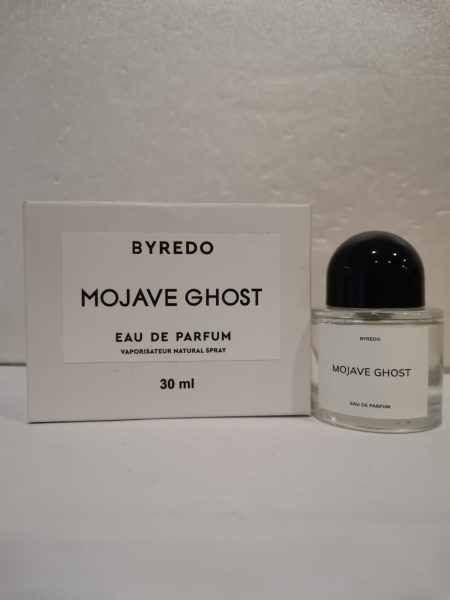 BYREDO
MOJAVE GHOST
EAU DE PARFUM
VAPORISATEUR NATURAL SPRAY
30 ml
BYREDO
MOJAVE GHOST
EAU DE PARFUM